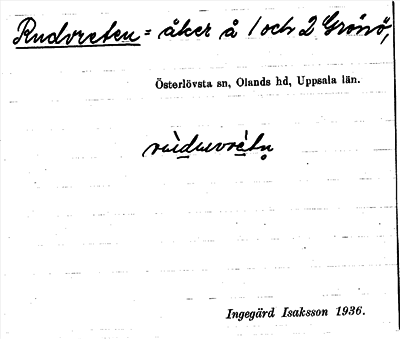 Rudvreten = åker å 1 och 2 Grönö,
Österlövsta sn, Olands hd, Uppsala län.
Ingegärd Isaksson 1936.